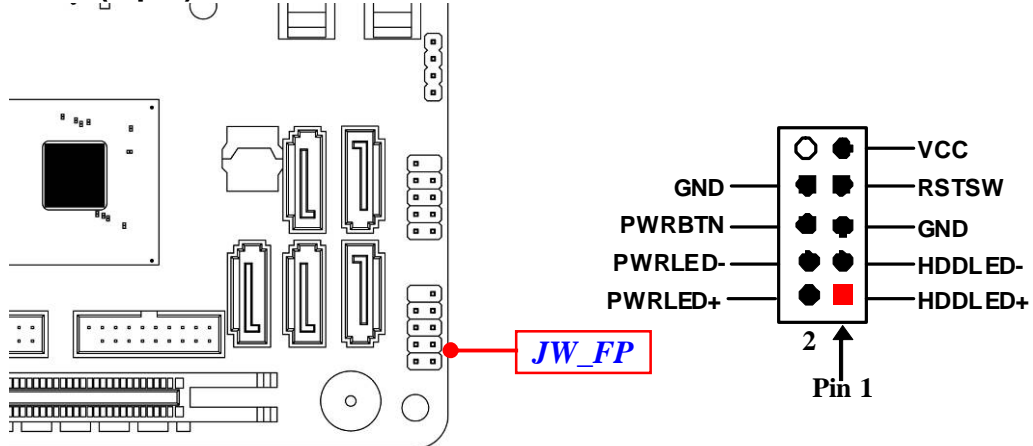 VCC
GND RSTSW
PWRBTN GND
PWRLED- HDDLED-
PWRLED+ HDDLED+
JW_FP
2
Pin 1